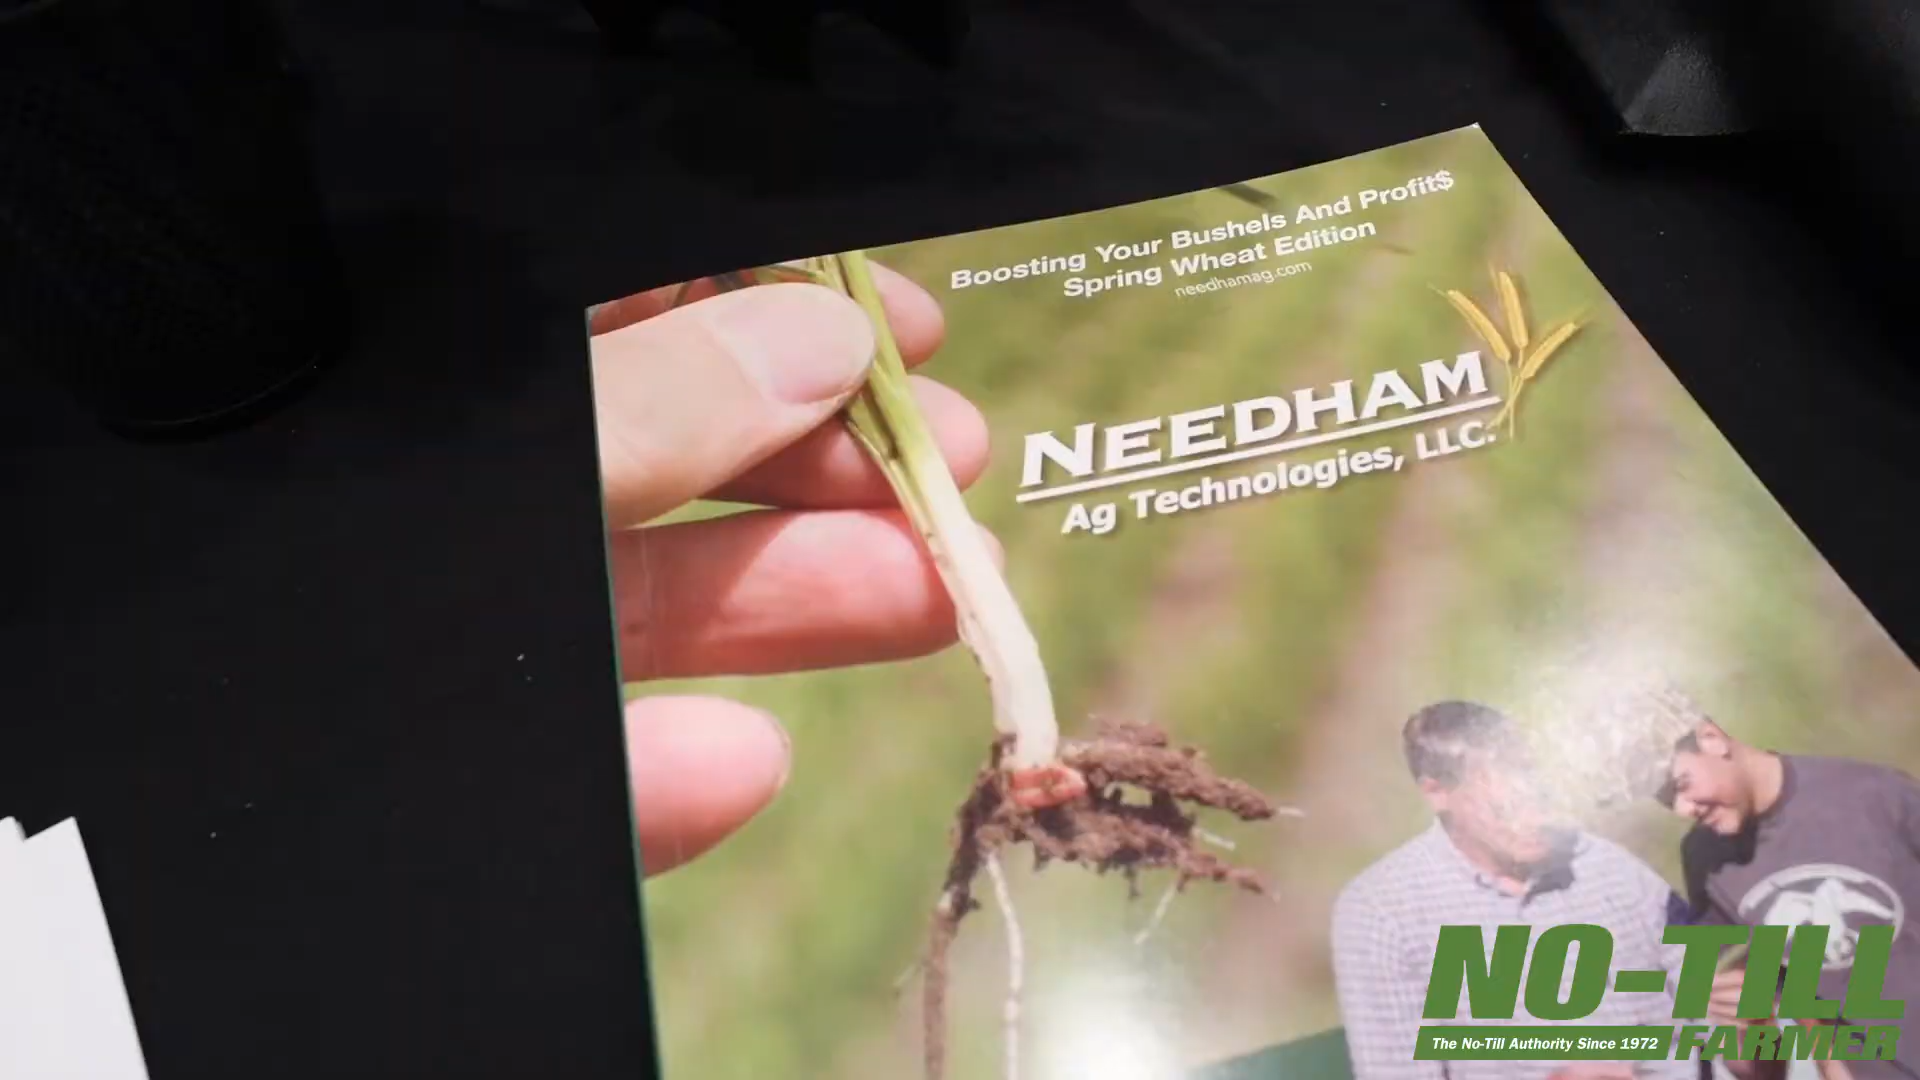 Boosting Your Bushels And Profit$
Spring Wheat Edition
needhamag.com
NEEDHAM
Ag Technologies, LLC.
NO-TILL
The No-Till Authority Since 1972
FARMER